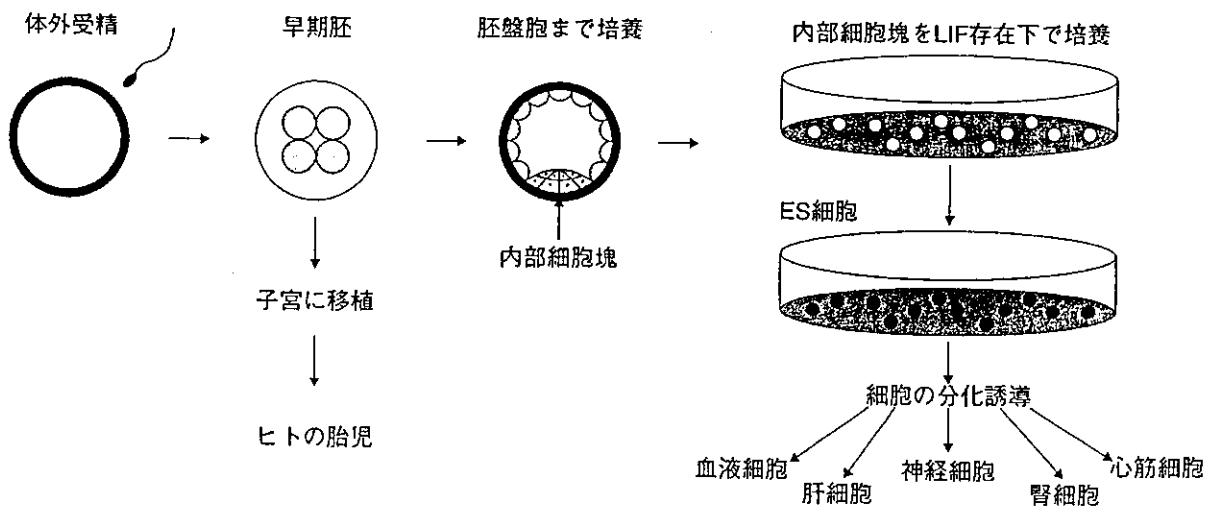 体外受精
早期胚
胚盤胞まで培養
内部細胞塊をLIF存在下で培養
ES細胞
内部細胞塊
子宮に移植
ヒトの胎児
細胞の分化誘導
血液細胞
肝細胞
神経細胞
腎細胞
心筋細胞